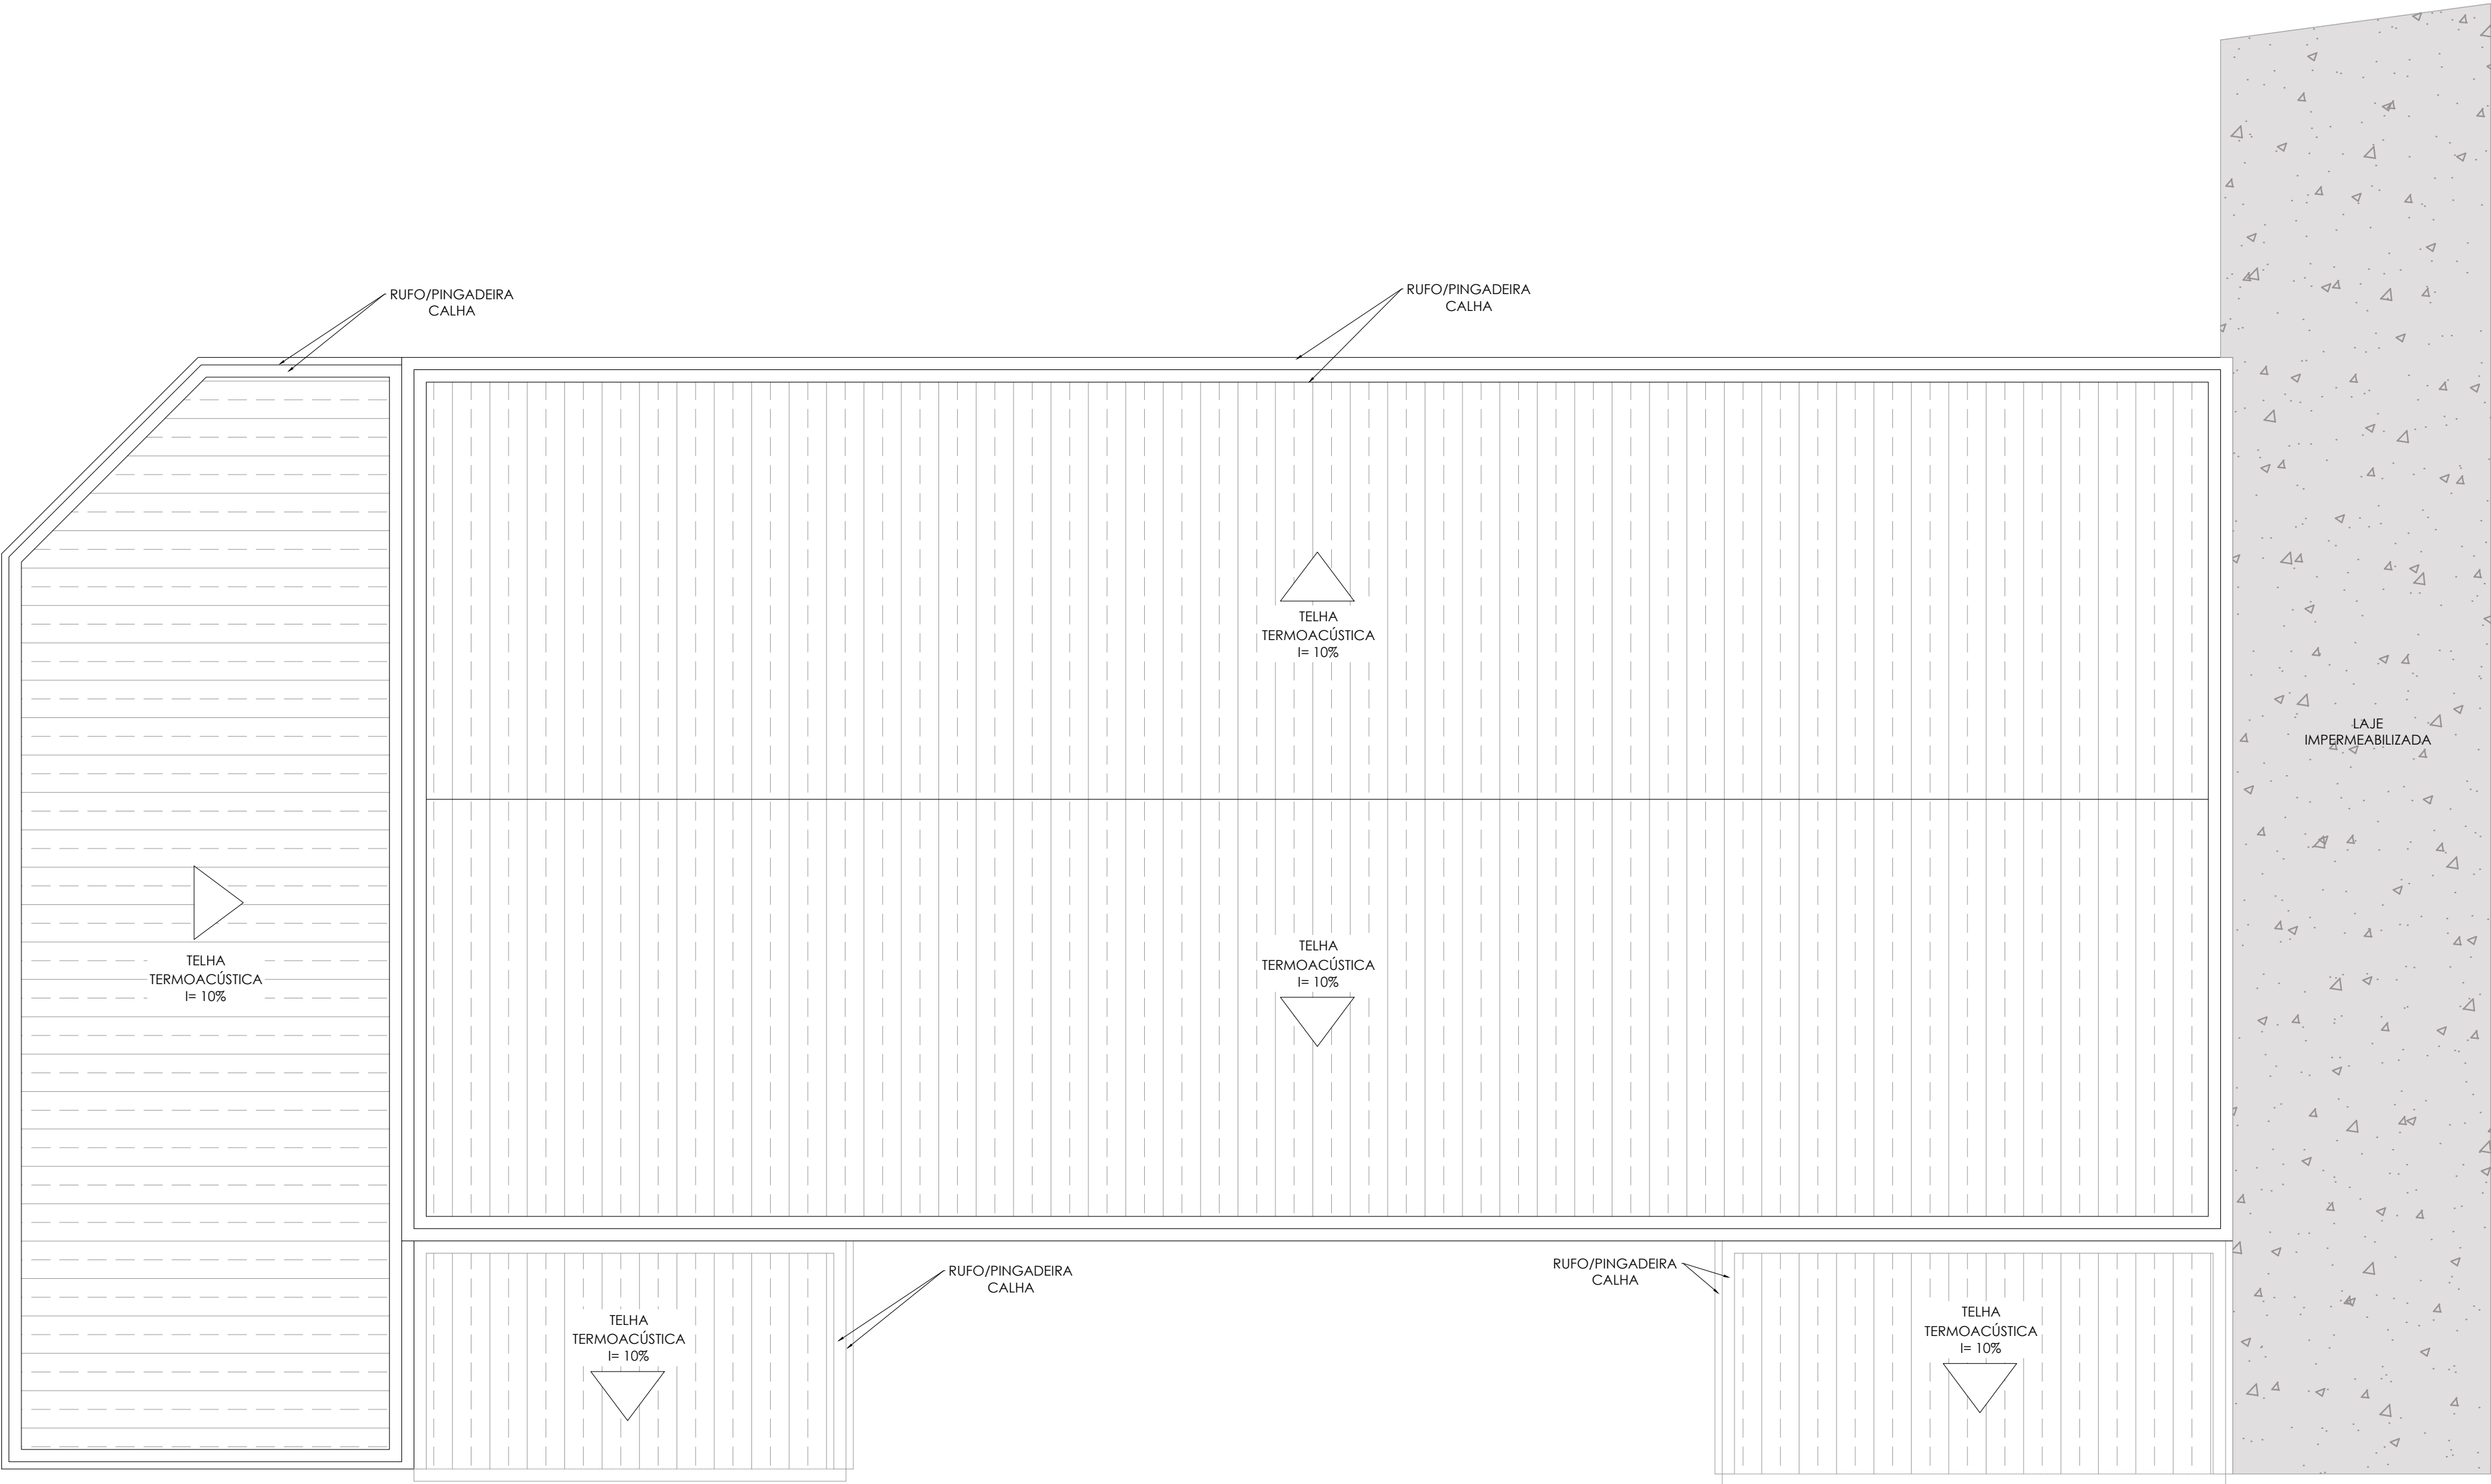 RUFO/PINGADEIRA
CALHA
RUFO/PINGADEIRA
CALHA
TELHA
TERMOACÚSTICA
I= 10%
LAJE
IMPERMEABILIZADA
TELHA
TERMOACÚSTICA
I= 10%
TELHA
TERMOACÚSTICA
I= 10%
RUFO/PINGADEIRA
CALHA
RUFO/PINGADEIRA
CALHA
TELHA
TERMOACÚSTICA
I= 10%
TELHA
TERMOACÚSTICA
I= 10%